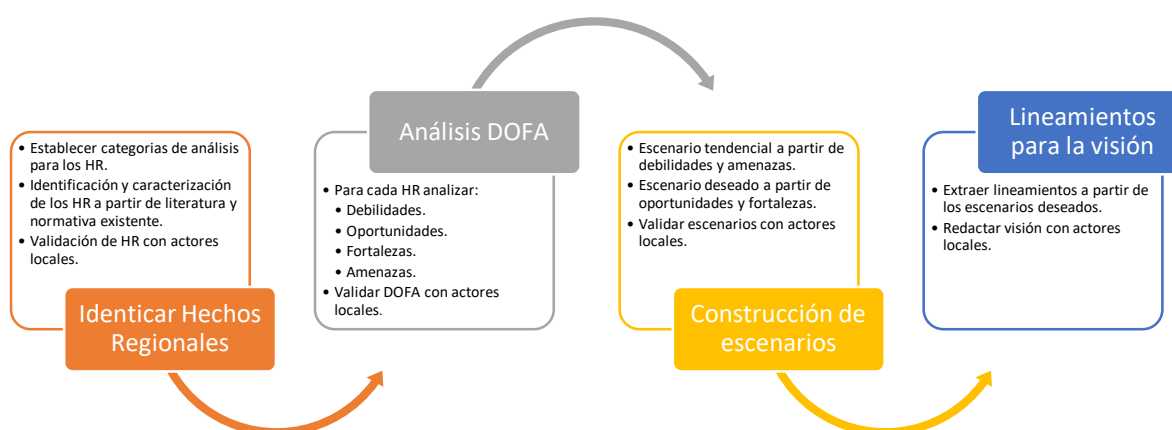 • Establecer categorias de análisis
para los HR.
• Identificación y caracterización
de los HR a partir de literatura y
normativa existente.
• Validación de HR con actores
locales.
Identicar Hechos
Regionales
Análisis DOFA
• Para cada HR analizar:
• Debilidades.
• Oportunidades.
• Fortalezas.
• Amenazas.
• Validar DOFA con actores
locales.
• Escenario tendencial a partir de
debilidades y amenazas.
• Escenario deseado a partir de
oportunidades y fortalezas.
• Validar escenarios con actores
locales.
Construcción de
escenarios
Lineamientos
para la visión
• Extraer lineamientos a partir de
los escenarios deseados.
• Redactar visión con actores
locales.